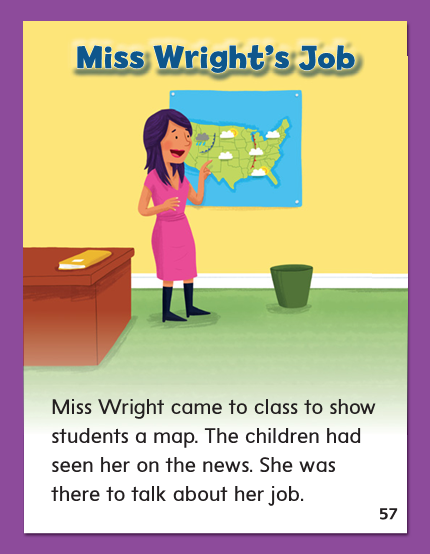 Miss Wright's Job
Miss Wright came to class to show
students a map. The children had
seen her on the news. She was
there to talk about her job.
57